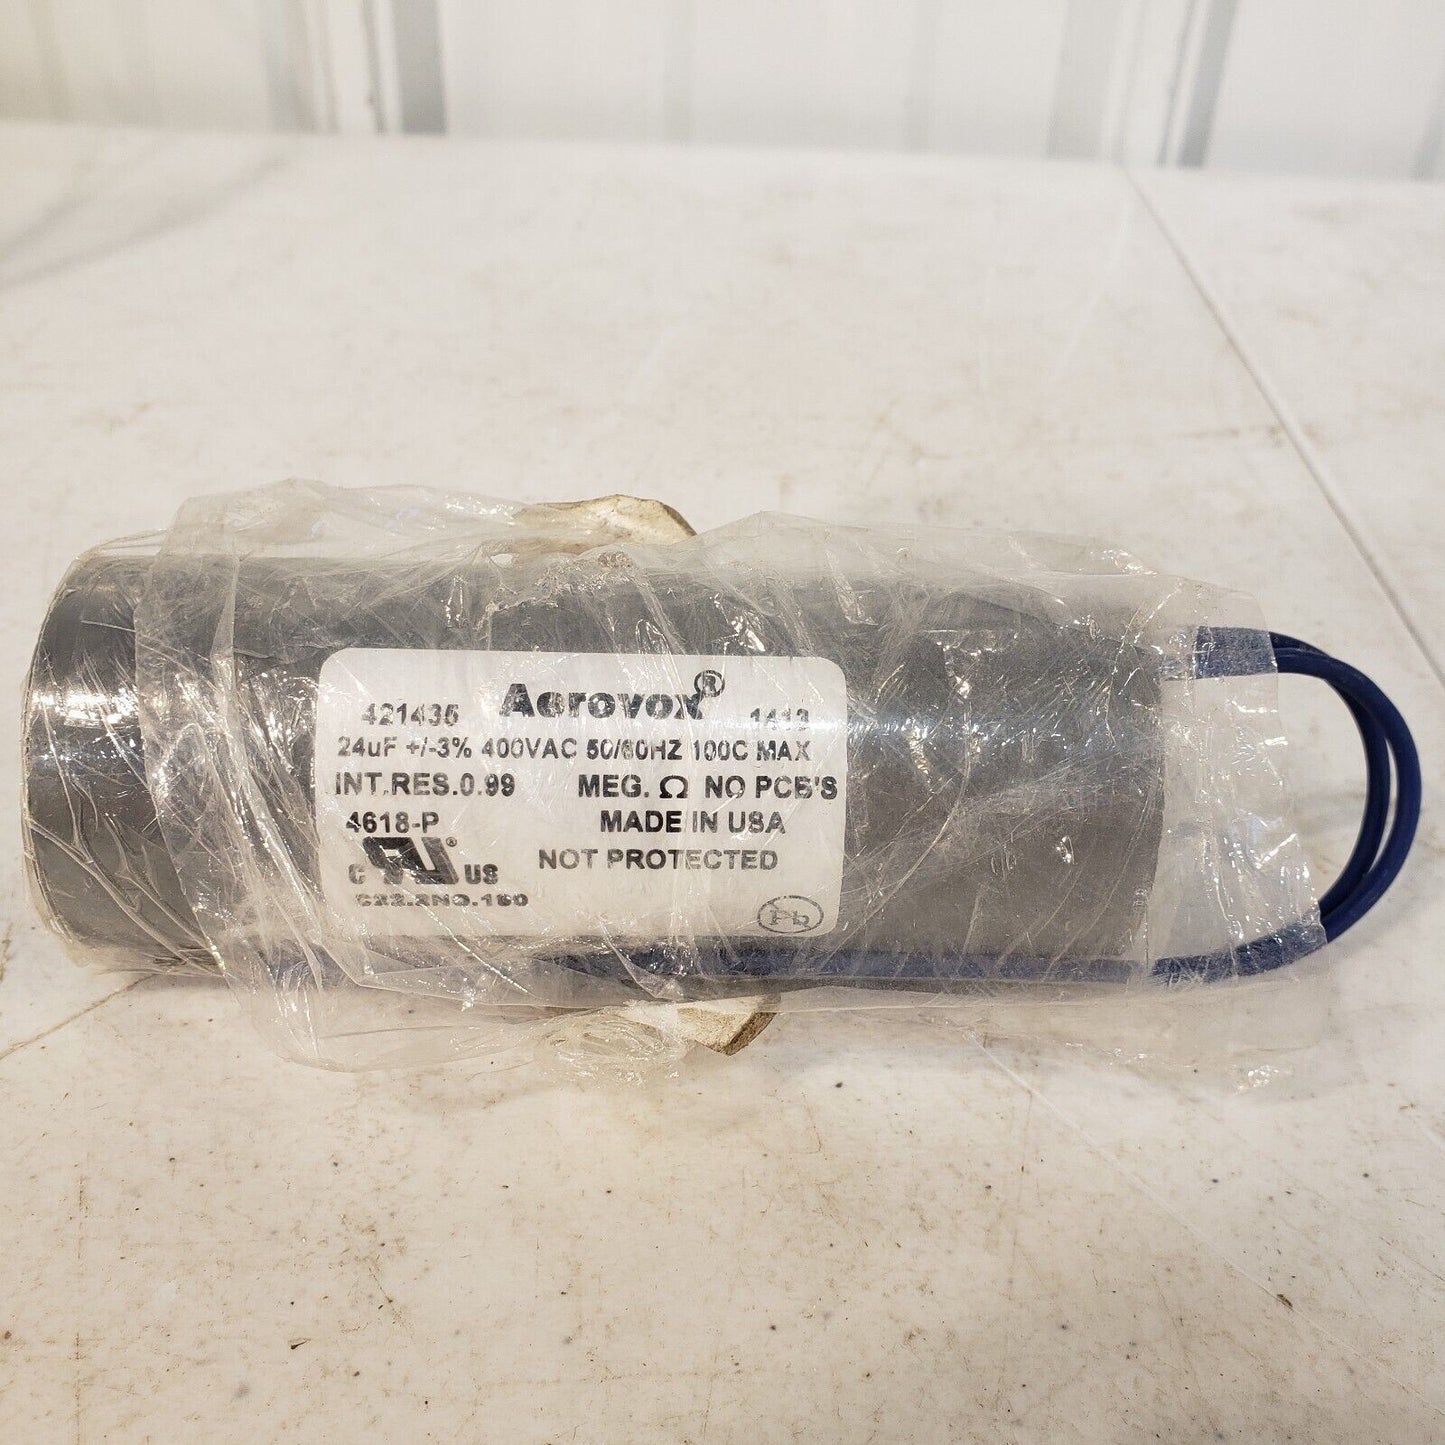 Aerovox®
421435 1413
24uF +/-3% 400VAC 50/60HZ 100C MAX
INT.RES.0.99 MEG. Ω NO PCB'S
4618-P MADE IN USA
C UR® US NOT PROTECTED
C22.2NO.190
Pb